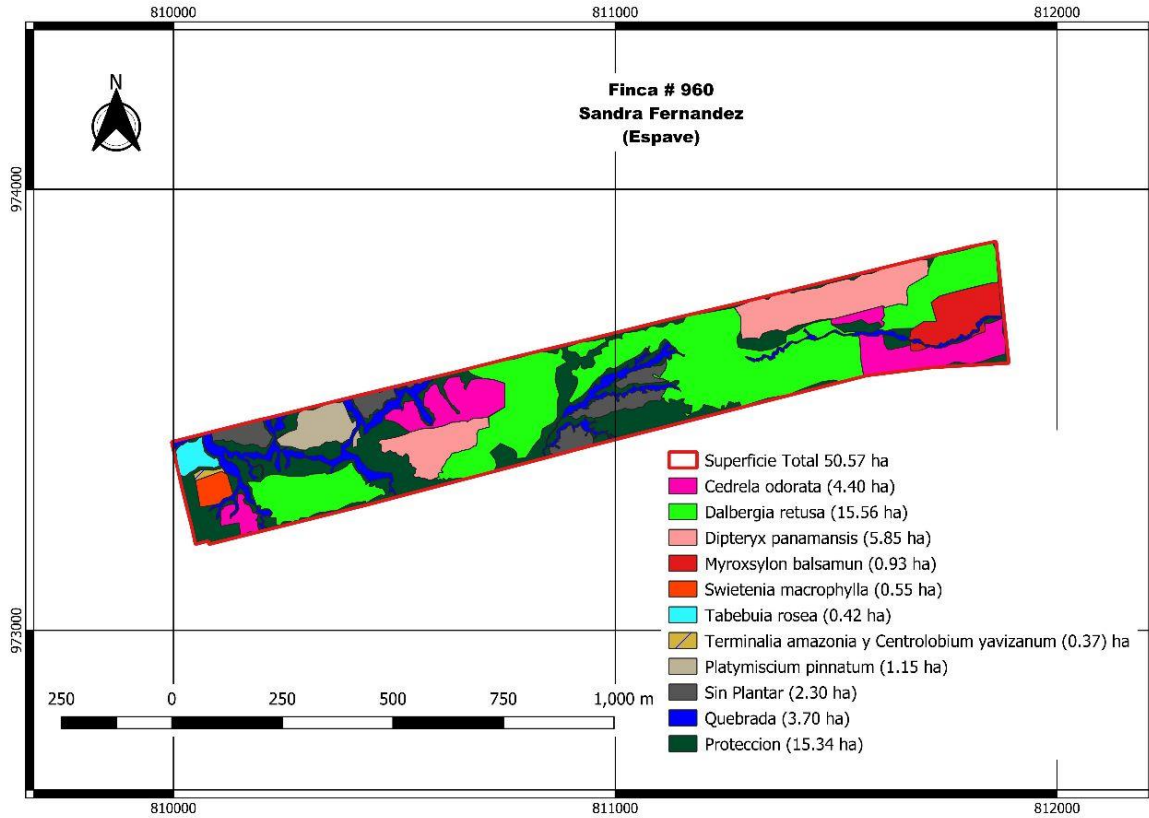 810000
811000
812000
N
Finca # 960
Sandra Fernandez
(Espave)
974000
974000
973000
973000
Superficie Total 50.57 ha
Cedrela odorata (4.40 ha)
Dalbergia retusa (15.56 ha)
Dipteryx panamansis (5.85 ha)
Myroxsylon balsamun (0.93 ha)
Swietenia macrophylla (0.55 ha)
Tabebuia rosea (0.42 ha)
Terminalia amazonia y Centrolobium yavizanum (0.37) ha
Platymiscium pinnatum (1.15 ha)
Sin Plantar (2.30 ha)
Quebrada (3.70 ha)
Proteccion (15.34 ha)
250 0 250 500 750 1,000 m
810000
811000
812000